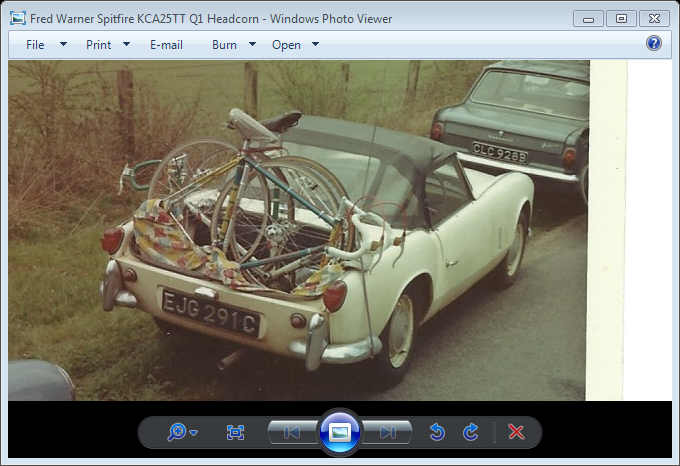 Fred Warner Spitfire KCA25TT Q1 Headcorn - Windows Photo Viewer
File Print E-mail Burn Open
CLC 928B
EJG 291C